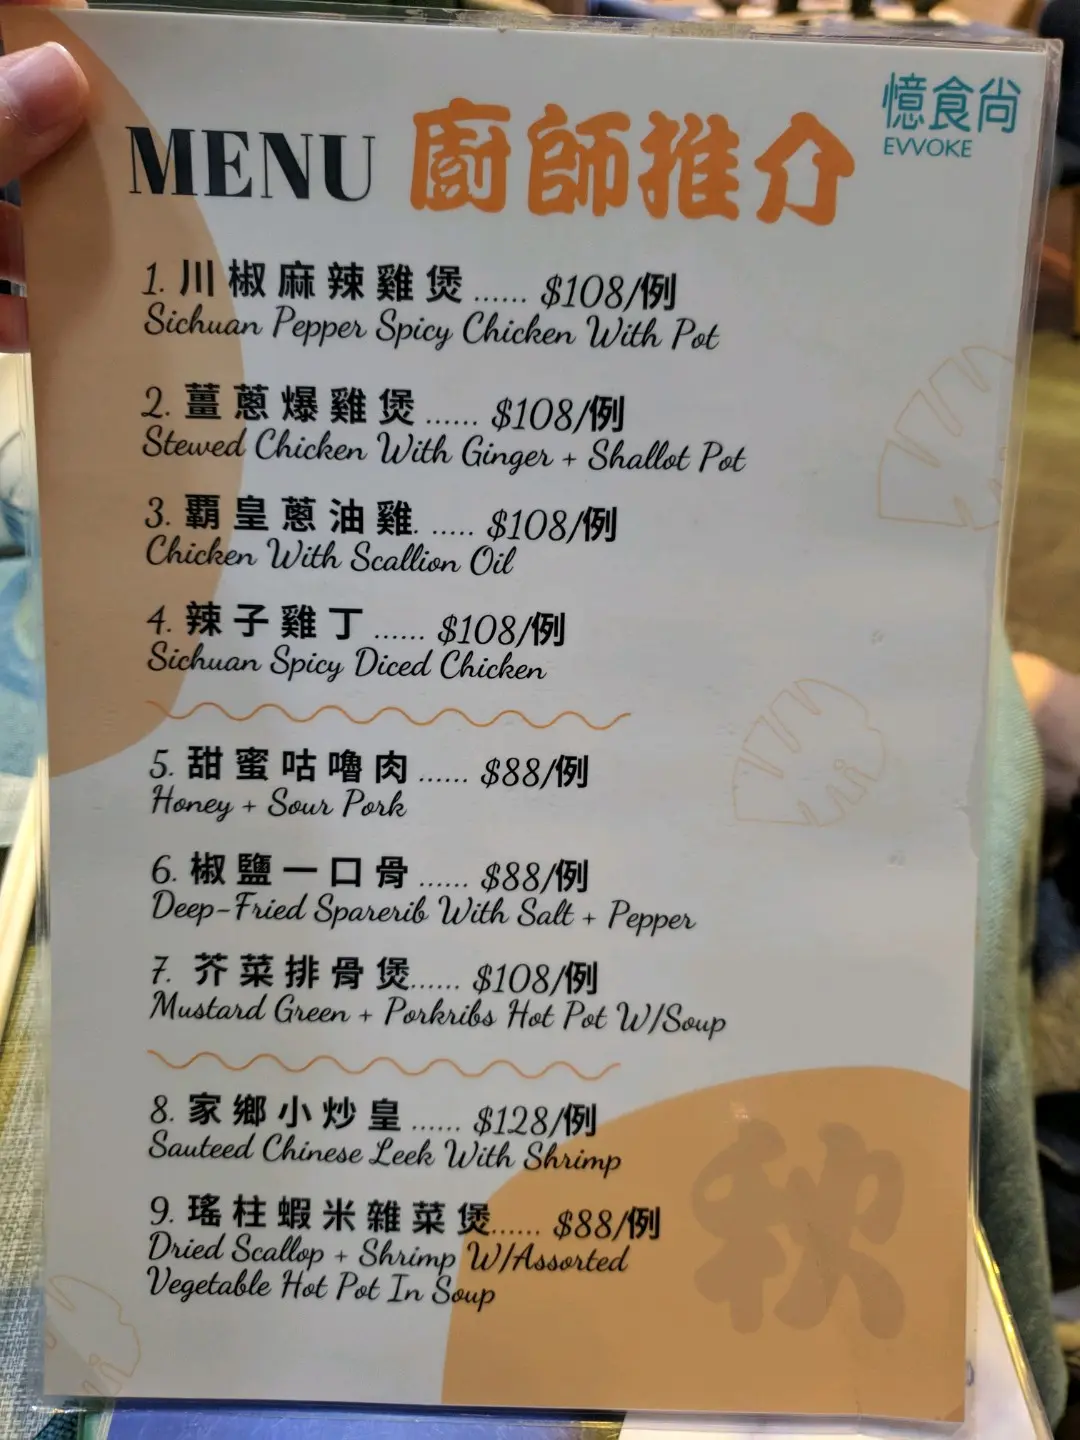 MENU 廚師推介
憶食尚
EVVOKE
1. 川椒麻辣雞煲 ...... $108/例
Sichuan Pepper Spicy Chicken With Pot
2. 薑蔥爆雞煲 ...... $108/例
Stewed Chicken With Ginger + Shallot Pot
3. 霸皇蔥油雞. ..... $108/例
Chicken With Scallion Oil
4. 辣子雞丁 ...... $108/例
Sichuan Spicy Diced Chicken
5. 甜蜜咕嚕肉 ...... $88/例
Honey + Sour Pork
6. 椒鹽一口骨 ...... $88/例
Deep-Fried Sparerib With Salt + Pepper
7. 芥菜排骨煲...... $108/例
Mustard Green + Porkribs Hot Pot W/Soup
8. 家鄉小炒皇 ...... $128/例
Sauteed Chinese Leek With Shrimp
9. 瑤柱蝦米雜菜煲...... $88/例
Dried Scallop + Shrimp W/Assorted
Vegetable Hot Pot In Soup
秋